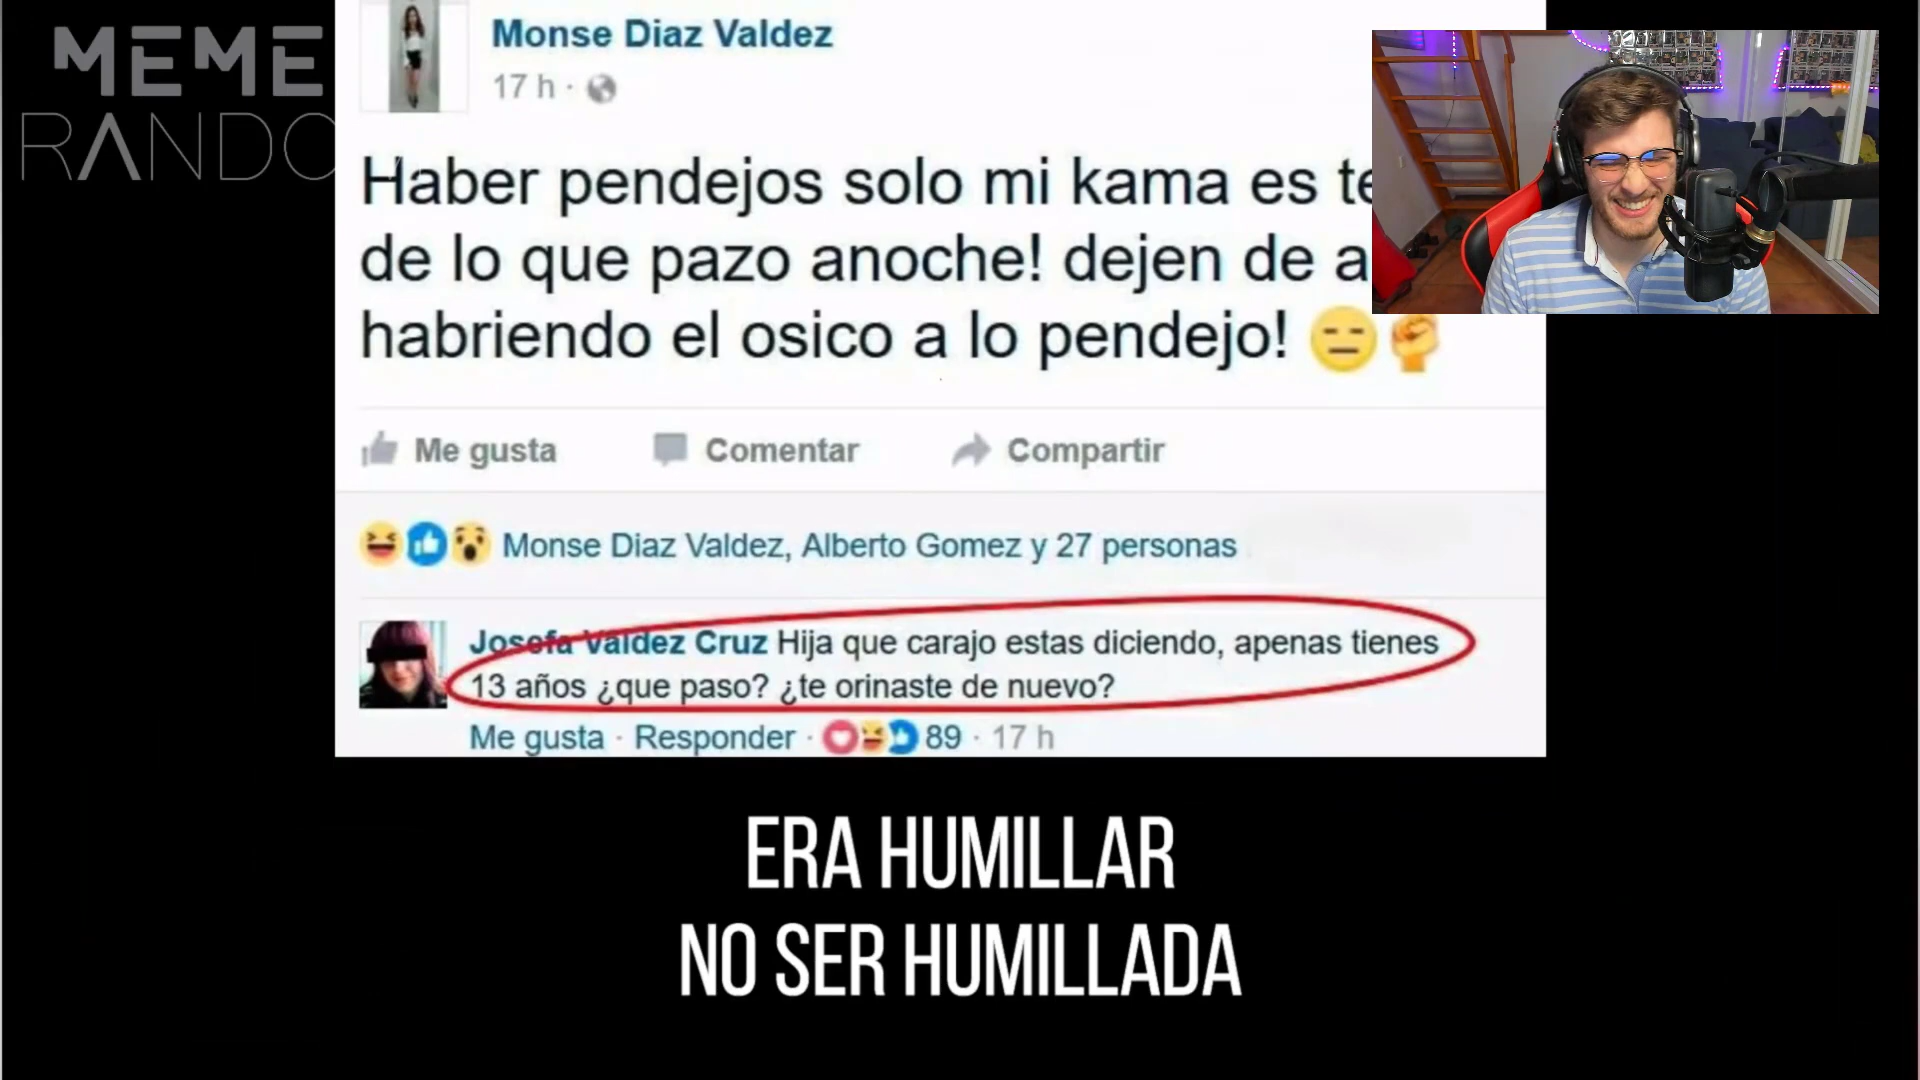 MEME
RANDO
Monse Diaz Valdez
17 h ·
Haber pendejos solo mi kama es
de lo que pazo anoche! dejen de
habriendo el osico a lo pendejo! 😑✊
Me gusta Comentar Compartir
Monse Diaz Valdez, Alberto Gomez y 27 personas
Josefa Valdez Cruz Hija que carajo estas diciendo, apenas tienes
13 años ¿que paso? ¿te orinaste de nuevo?
Me gusta · Responder · 89 · 17 h
ERA HUMILLAR
NO SER HUMILLADA